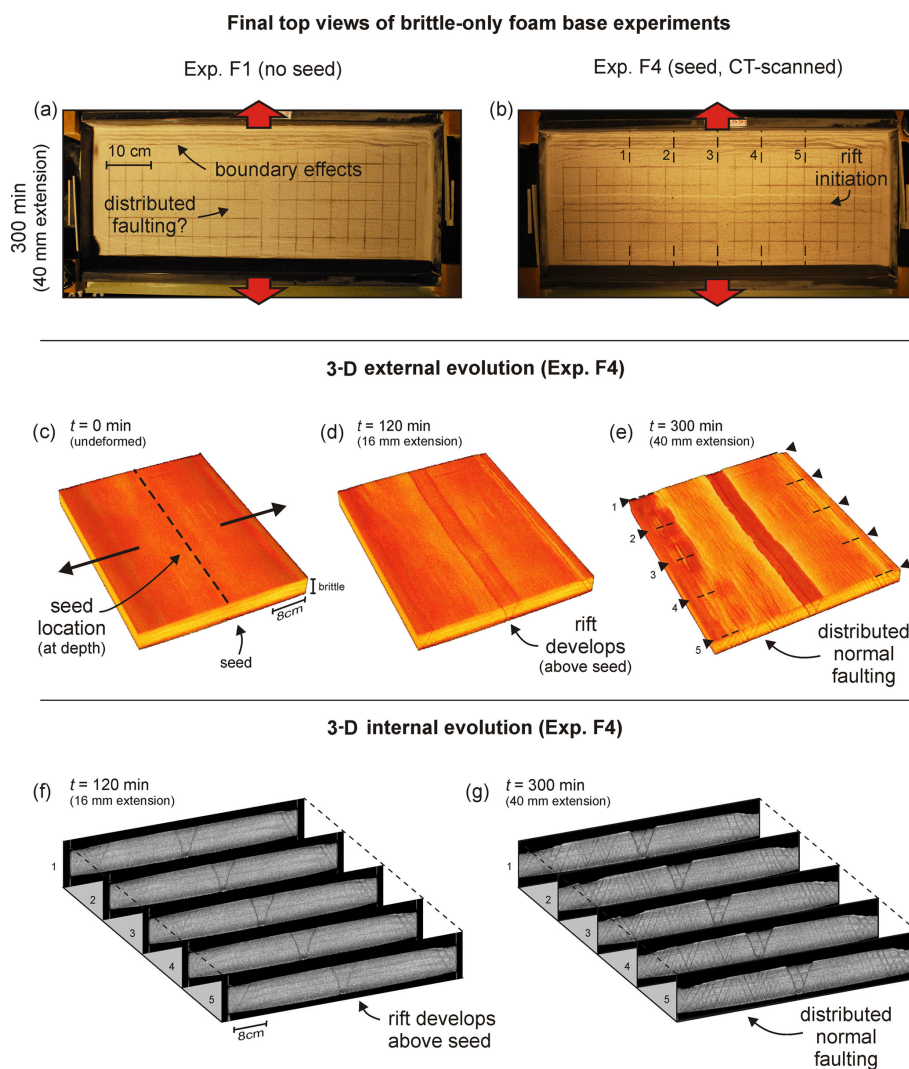 Final top views of brittle-only foam base experiments
Exp. F1 (no seed)
Exp. F4 (seed, CT-scanned)
(a)
(b)
300 min
(40 mm extension)
10 cm
boundary effects
distributed
faulting?
1
2
3
4
5
rift
initiation
3-D external evolution (Exp. F4)
(c)
t = 0 min
(undeformed)
(d)
t = 120 min
(16 mm extension)
(e)
t = 300 min
(40 mm extension)
seed
location
(at depth)
seed
brittle
8cm
rift
develops
(above seed)
1
2
3
4
5
distributed
normal
faulting
3-D internal evolution (Exp. F4)
(f)
t = 120 min
(16 mm extension)
(g)
t = 300 min
(40 mm extension)
1
2
3
4
5
8cm
rift develops
above seed
1
2
3
4
5
distributed
normal
faulting